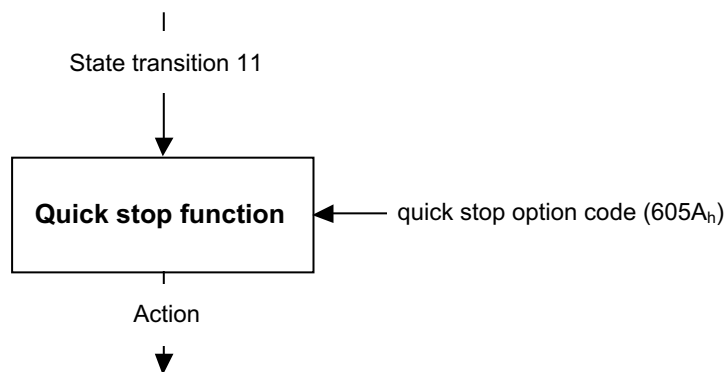 State transition 11
Quick stop function
quick stop option code (605Aₕ)
Action